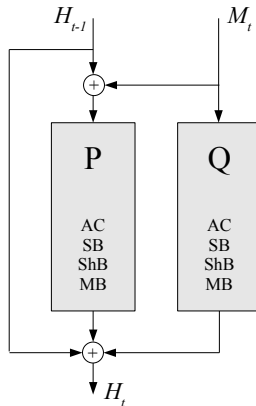 H_{t-1} M_t
+
P Q
AC AC
SB SB
ShB ShB
MB MB
+
H_t